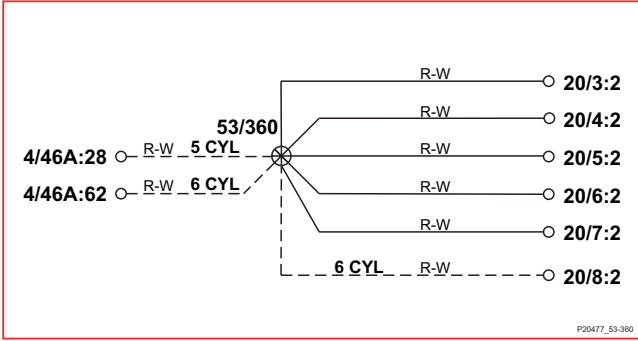 R-W 20/3:2
R-W 20/4:2
53/360
4/46A:28 R-W 5 CYL R-W 20/5:2
4/46A:62 R-W 6 CYL R-W 20/6:2
R-W 20/7:2
6 CYL R-W 20/8:2
P20477_53-360